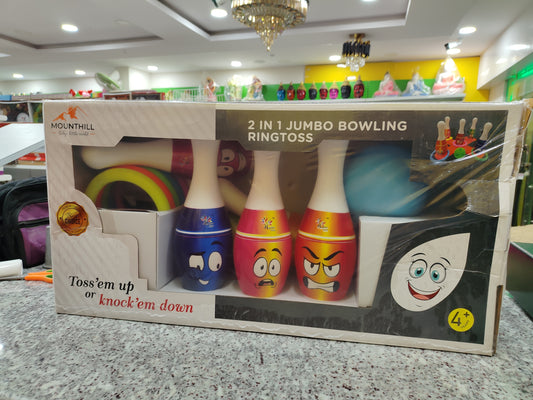 MOUNTHILL
2 IN 1 JUMBO BOWLING
RINGTOSS
Toss'em up
or knock'em down
4+